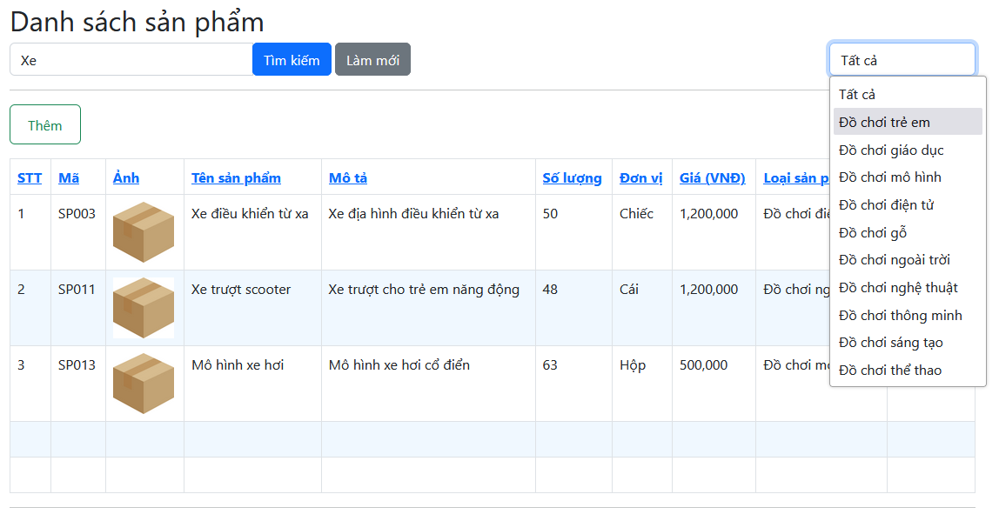 Danh sách sản phẩm
Xe Tìm kiếm Làm mới Tất cả
Tất cả
Đồ chơi trẻ em
Đồ chơi giáo dục
Đồ chơi mô hình
Đồ chơi điện tử
Đồ chơi gỗ
Đồ chơi ngoài trời
Đồ chơi nghệ thuật
Đồ chơi thông minh
Đồ chơi sáng tạo
Đồ chơi thể thao
Thêm
STT Mã Ảnh Tên sản phẩm Mô tả Số lượng Đơn vị Giá (VNĐ) Loại sản
1 SP003 Xe điều khiển từ xa Xe địa hình điều khiển từ xa 50 Chiếc 1,200,000 Đồ chơi
2 SP011 Xe trượt scooter Xe trượt cho trẻ em năng động 48 Cái 1,200,000 Đồ chơi
3 SP013 Mô hình xe hơi Mô hình xe hơi cổ điển 63 Hộp 500,000 Đồ chơi